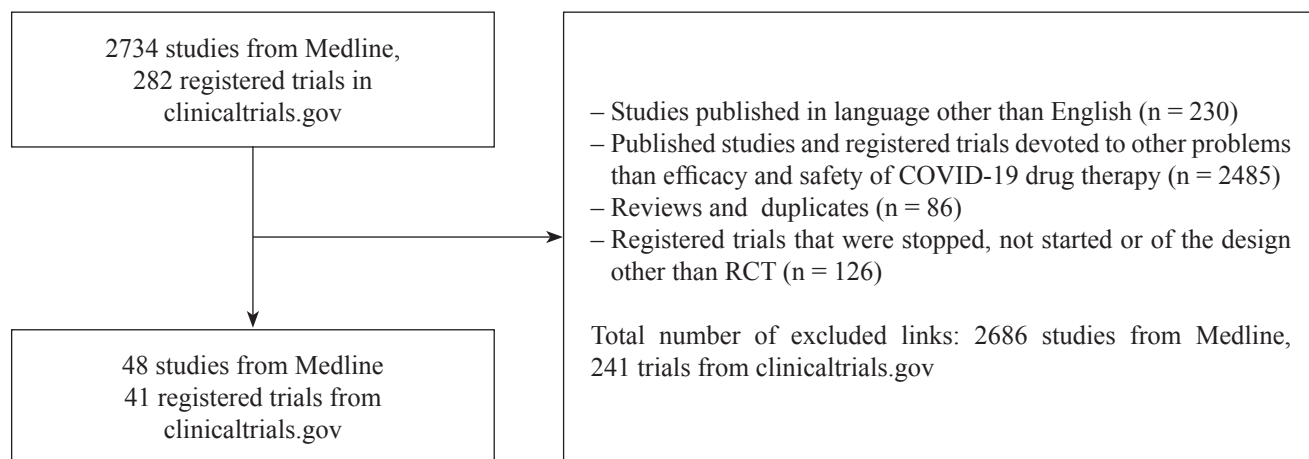 2734 studies from Medline,
282 registered trials in
clinicaltrials.gov
– Studies published in language other than English (n = 230)
– Published studies and registered trials devoted to other problems
than efficacy and safety of COVID-19 drug therapy (n = 2485)
– Reviews and duplicates (n = 86)
– Registered trials that were stopped, not started or of the design
other than RCT (n = 126)
Total number of excluded links: 2686 studies from Medline,
241 trials from clinicaltrials.gov
48 studies from Medline
41 registered trials from
clinicaltrials.gov